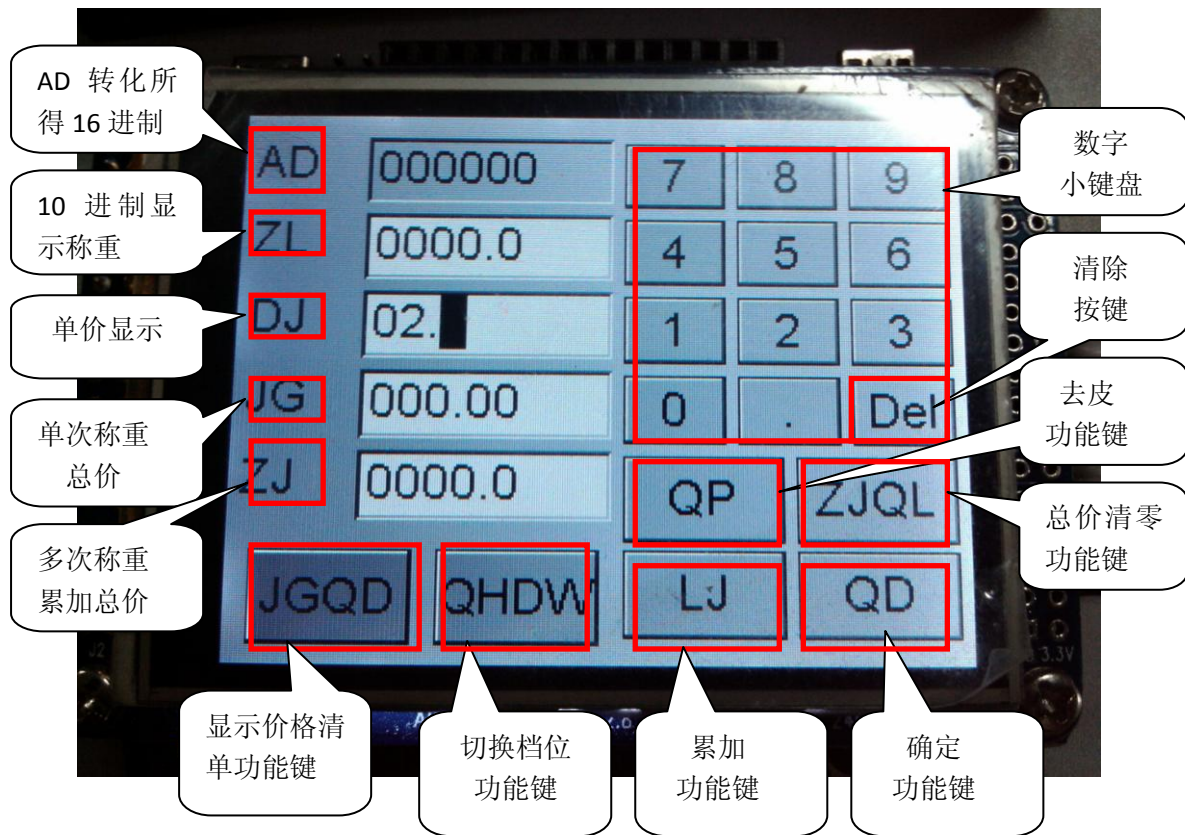 AD 转化所
得 16 进制
10 进制显
示称重
单价显示
单次称重
总价
多次称重
累加总价
AD
000000
ZL
0000.0
DJ
02.
JG
000.00
ZJ
0000.0
7 8 9
4 5 6
1 2 3
0 . Del
QP ZJQL
JGQD QHDW LJ QD
数字
小键盘
清除
按键
去皮
功能键
总价清零
功能键
J2
3.3V
显示价格清
单功能键
切换档位
功能键
累加
功能键
确定
功能键